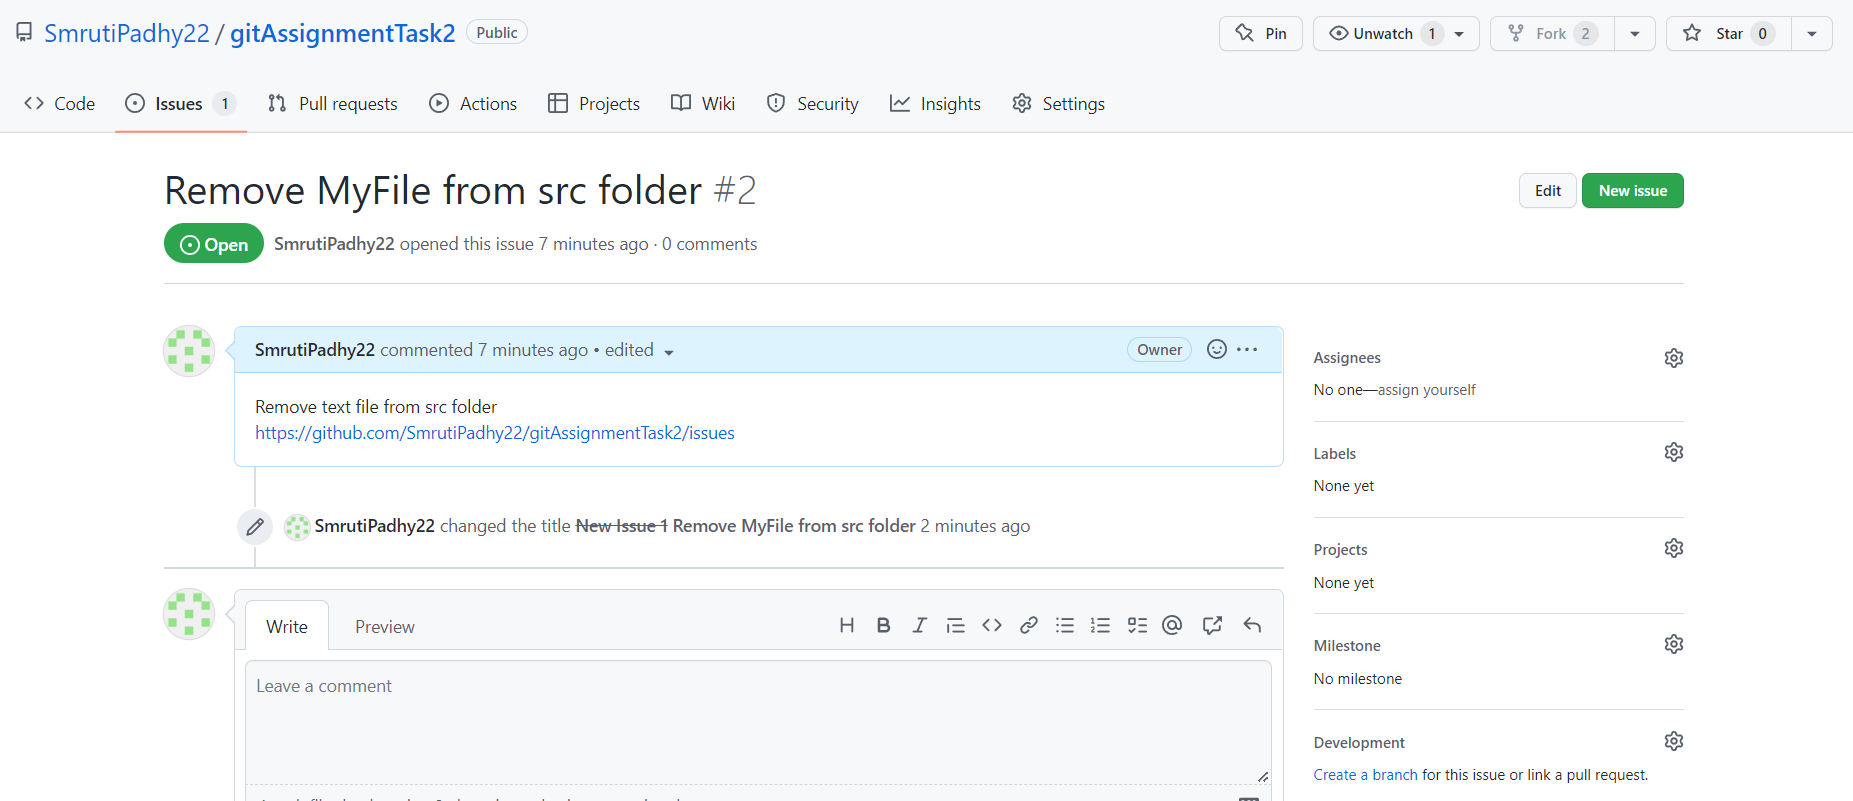 SmrutiPadhy22 / gitAssignmentTask2 Public
Pin
Unwatch 1
Fork 2
Star 0
Code
Issues 1
Pull requests
Actions
Projects
Wiki
Security
Insights
Settings
Remove MyFile from src folder #2
Edit
New issue
Open
SmrutiPadhy22 opened this issue 7 minutes ago · 0 comments
SmrutiPadhy22 commented 7 minutes ago • edited
Owner
Remove text file from src folder
https://github.com/SmrutiPadhy22/gitAssignmentTask2/issues
SmrutiPadhy22 changed the title New Issue 1 Remove MyFile from src folder 2 minutes ago
Write
Preview
Leave a comment
Assignees
No one—assign yourself
Labels
None yet
Projects
None yet
Milestone
No milestone
Development
Create a branch for this issue or link a pull request.